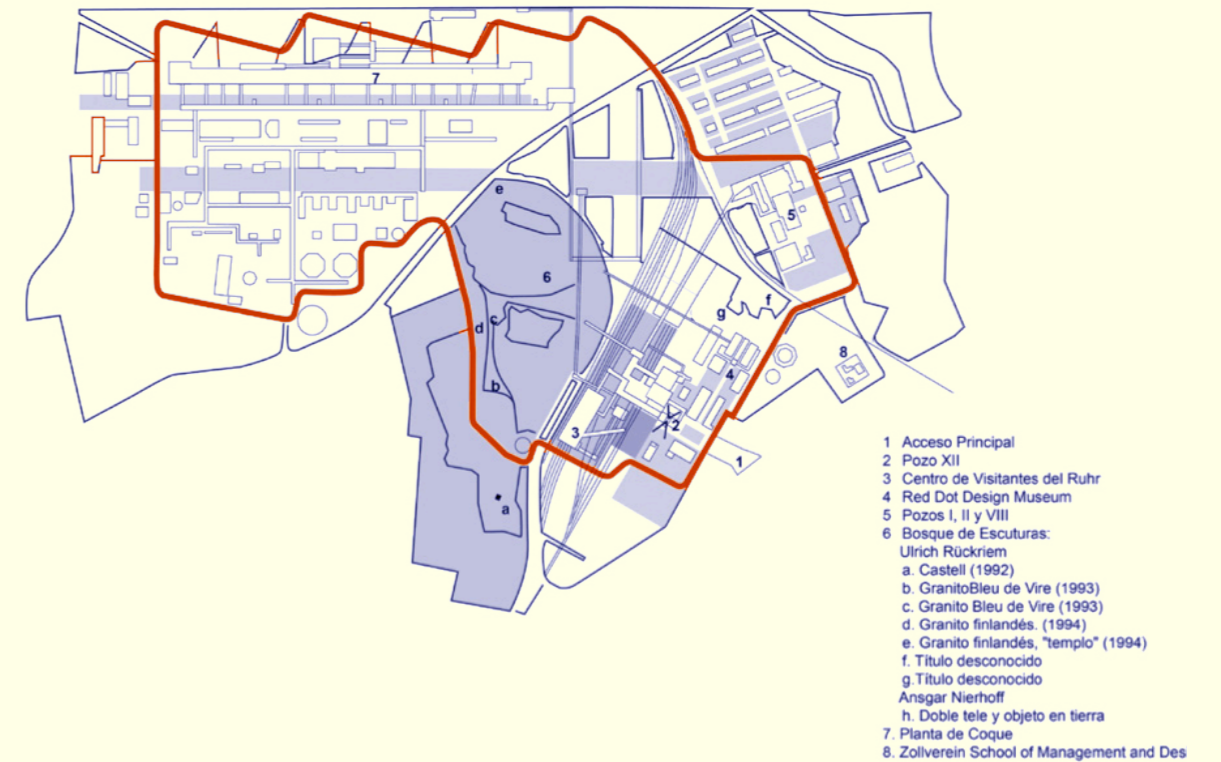 7
e
5
6
f
g
c
d
8
4
b
2
3
1
a
1 Acceso Principal
2 Pozo XII
3 Centro de Visitantes del Ruhr
4 Red Dot Design Museum
5 Pozos I, II y VIII
6 Bosque de Escuturas:
Ulrich Rückriem
a. Castell (1992)
b. GranitoBleu de Vire (1993)
c. Granito Bleu de Vire (1993)
d. Granito finlandés. (1994)
e. Granito finlandés, "templo" (1994)
f. Título desconocido
g.Título desconocido
Ansgar Nierhoff
h. Doble tele y objeto en tierra
7. Planta de Coque
8. Zollverein School of Management and Des